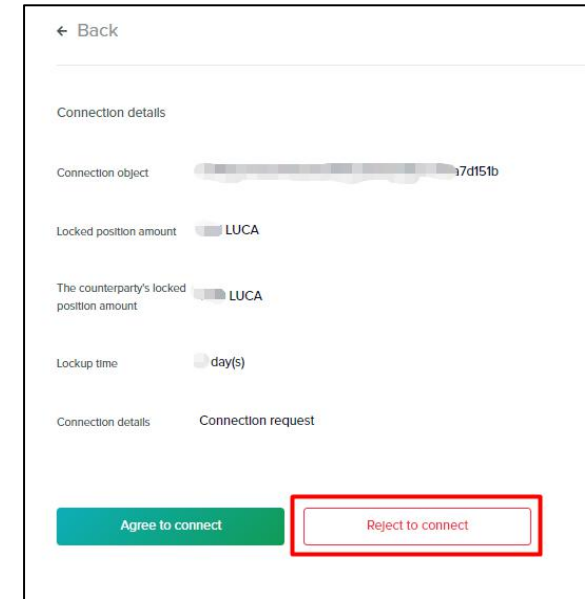 ← Back
Connection details
Connection object a7d151b
Locked position amount LUCA
The counterparty's locked
position amount LUCA
Lockup time day(s)
Connection details Connection request
Agree to connect Reject to connect